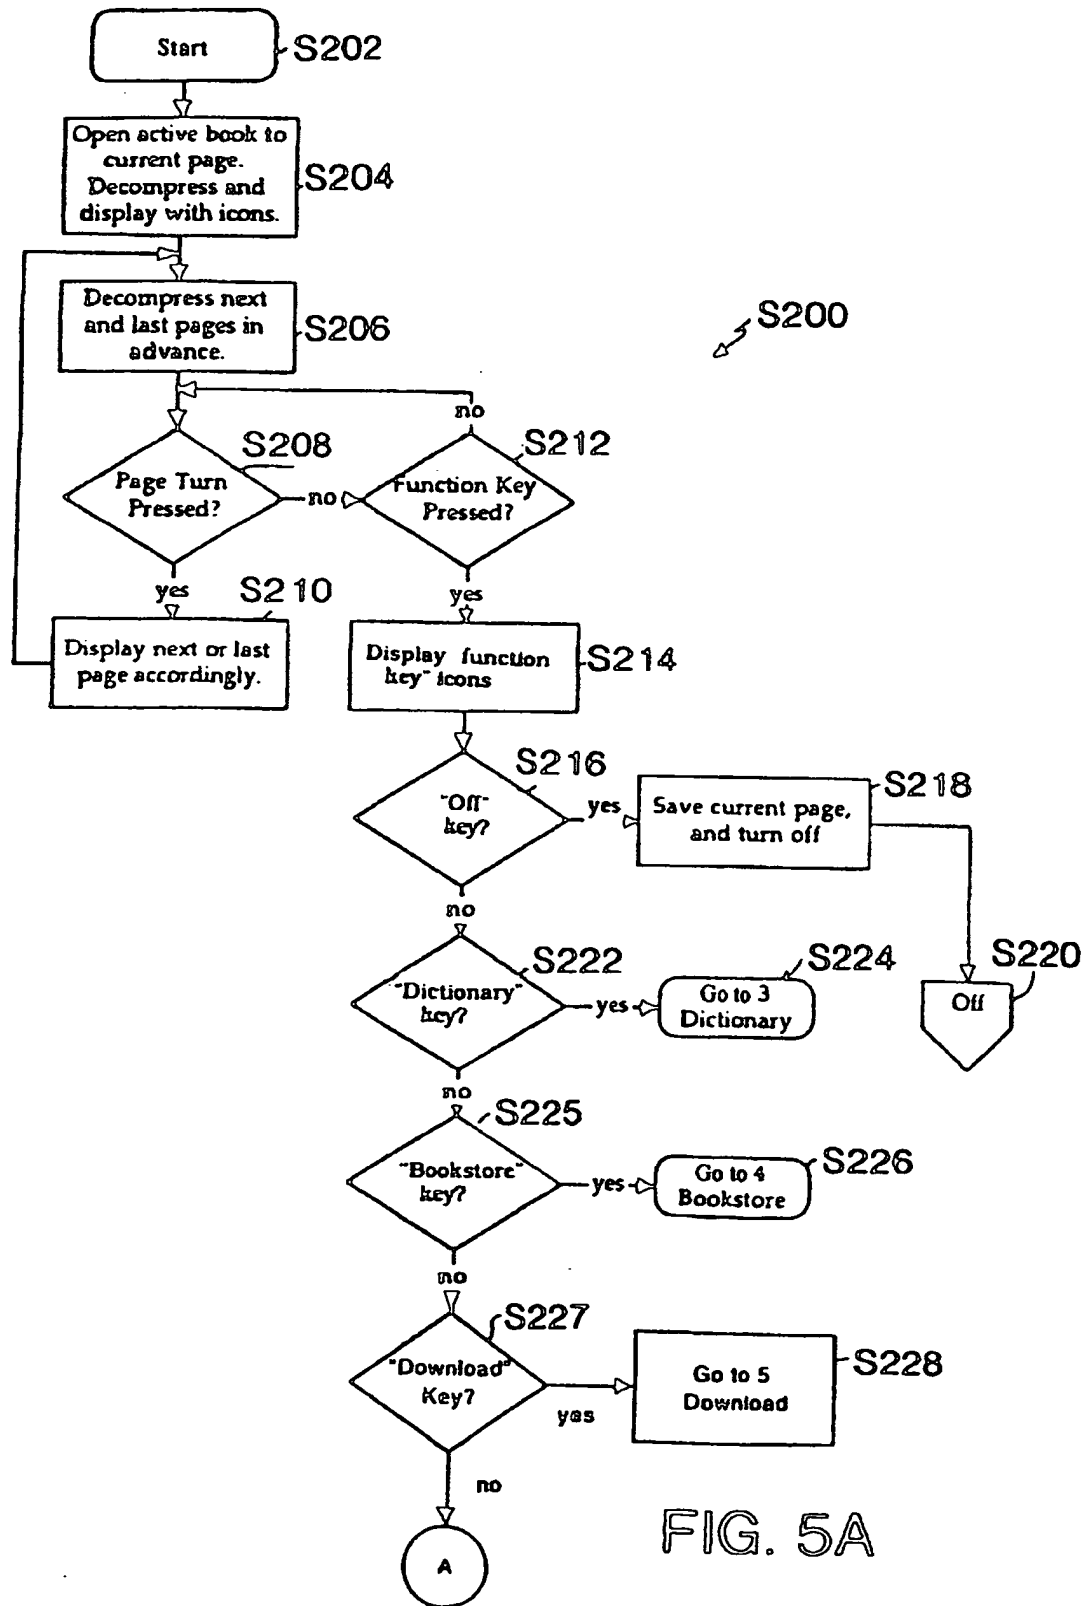 Start
S202
Open active book to
current page.
Decompress and
display with icons.
S204
Decompress next
and last pages in
advance.
S206
S200
no
S208
S212
Page Turn
Pressed?
no
Function Key
Pressed?
yes
S210
yes
Display next or last
page accordingly.
Display function
key" icons
S214
S216
"Off"
key?
yes
Save current page,
and turn off
S218
no
S222
"Dictionary"
key?
yes
Go to 3
Dictionary
S224
S220
Off
no
S225
"Bookstore"
key?
yes
Go to 4
Bookstore
S226
no
S227
"Download"
Key?
yes
Go to 5
Download
S228
no
A
FIG. 5A